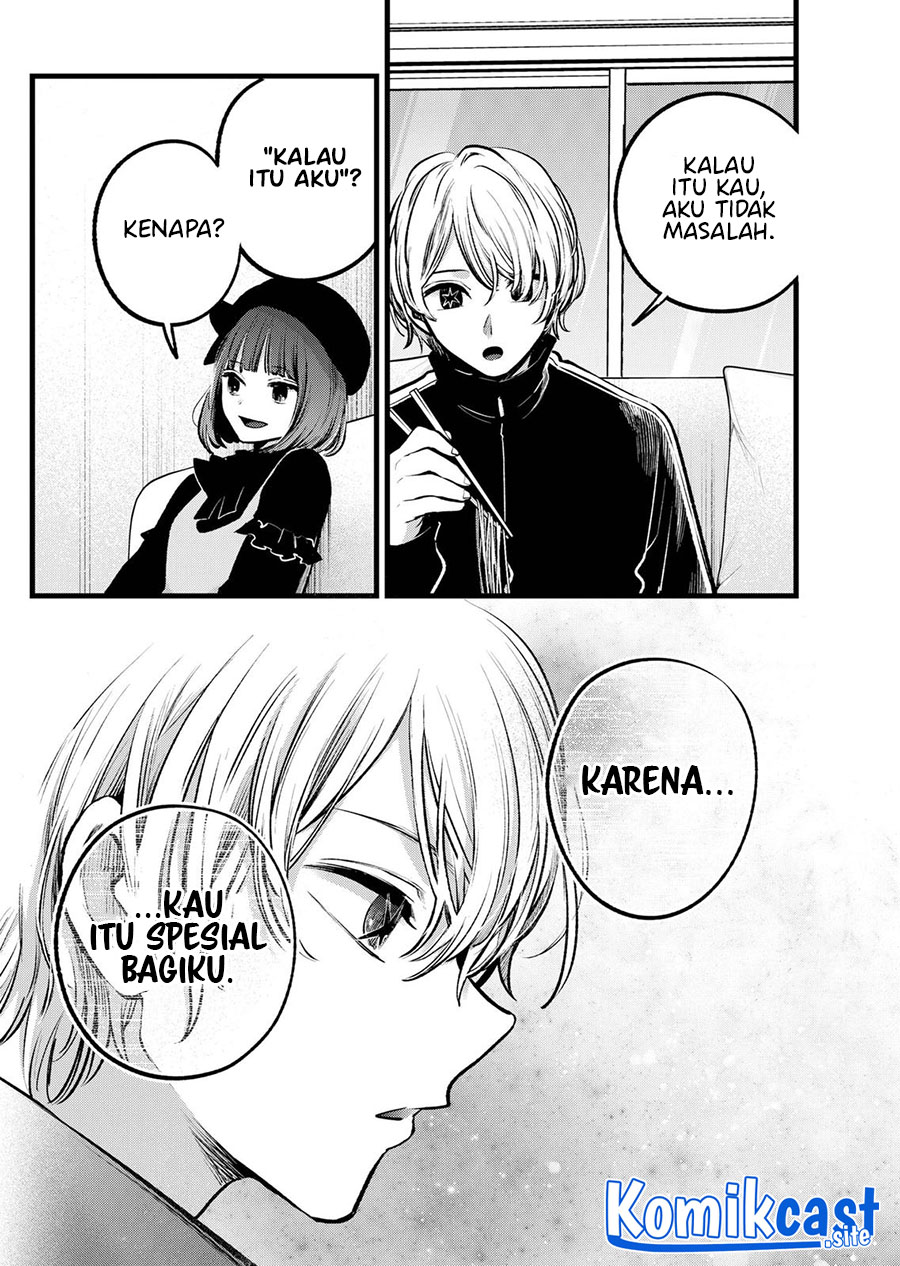 KALAU
ITU KAU,
AKU TIDAK
MASALAH.
"KALAU
ITU AKU"?
KENAPA?
KARENA...
...KAU
ITU SPESIAL
BAGIKU.
Komikcast
.site